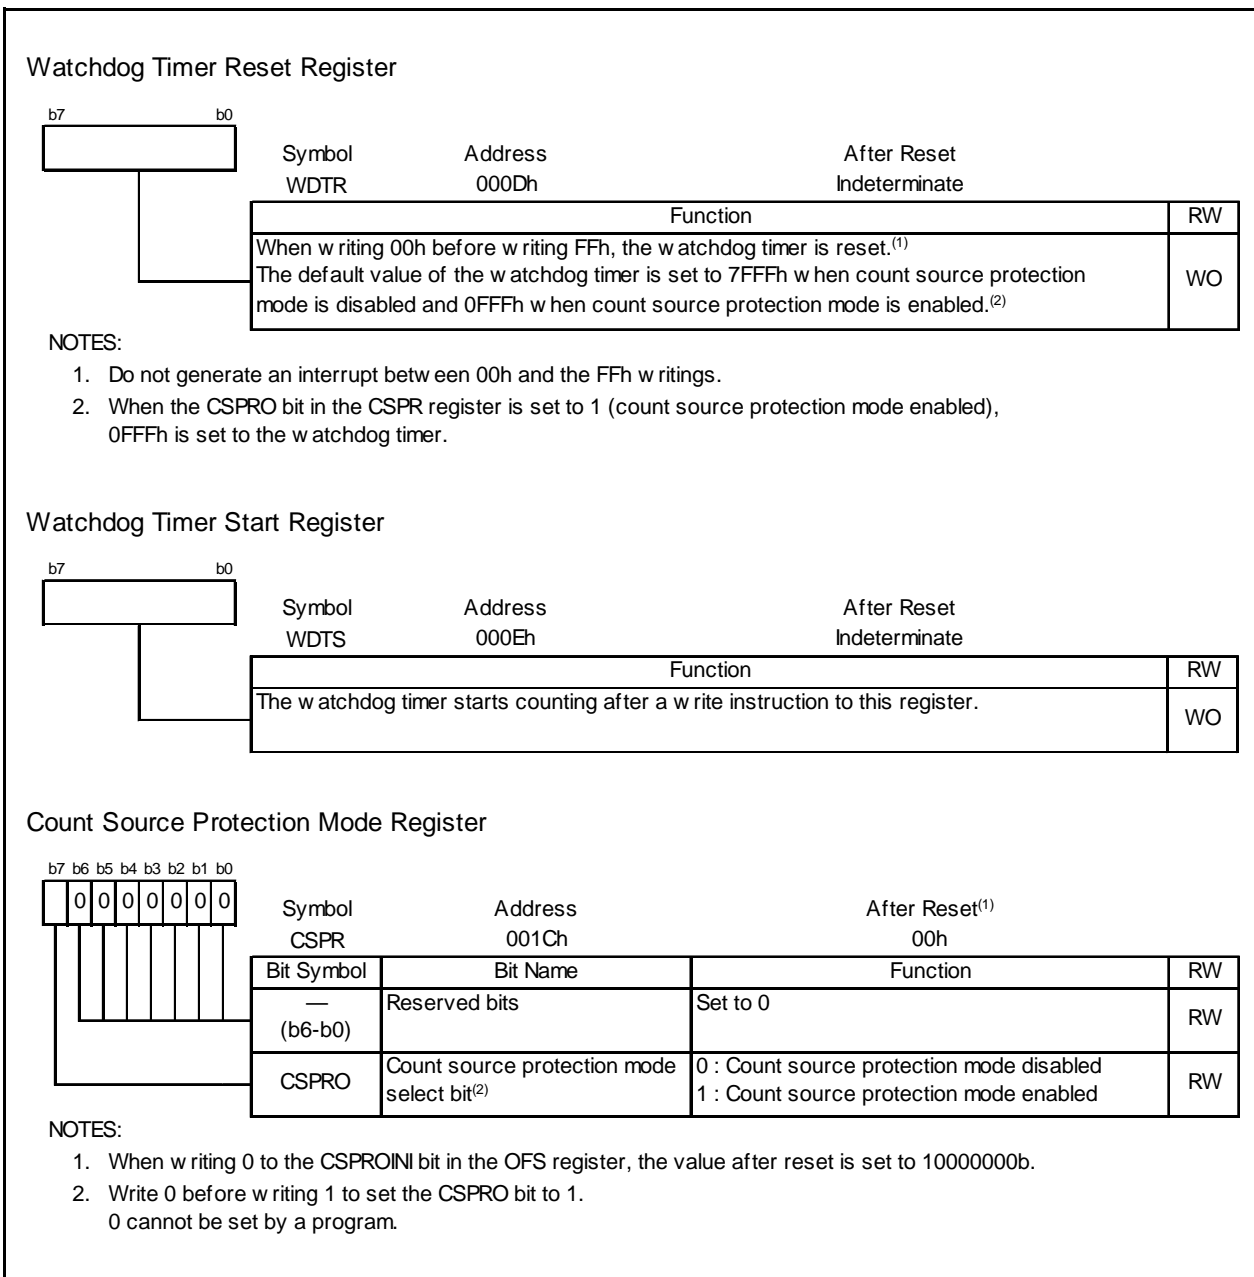 Watchdog Timer Reset Register
b7 b0
Symbol Address After Reset
WDTR 000Dh Indeterminate
Function RW
When writing 00h before writing FFh, the watchdog timer is reset.(1)
The default value of the watchdog timer is set to 7FFFh when count source protection
mode is disabled and 0FFFh when count source protection mode is enabled.(2)
WO
NOTES:
1. Do not generate an interrupt between 00h and the FFh writings.
2. When the CSPRO bit in the CSPR register is set to 1 (count source protection mode enabled),
0FFFh is set to the watchdog timer.
Watchdog Timer Start Register
b7 b0
Symbol Address After Reset
WDTS 000Eh Indeterminate
Function RW
The watchdog timer starts counting after a write instruction to this register.
WO
Count Source Protection Mode Register
b7 b6 b5 b4 b3 b2 b1 b0
0 0 0 0 0 0 0
Symbol Address After Reset(1)
CSPR 001Ch 00h
Bit Symbol Bit Name Function RW
— Reserved bits Set to 0
(b6-b0)
RW
CSPRO
Count source protection mode 0 : Count source protection mode disabled
select bit(2) 1 : Count source protection mode enabled
RW
NOTES:
1. When writing 0 to the CSPROINI bit in the OFS register, the value after reset is set to 10000000b.
2. Write 0 before writing 1 to set the CSPRO bit to 1.
0 cannot be set by a program.